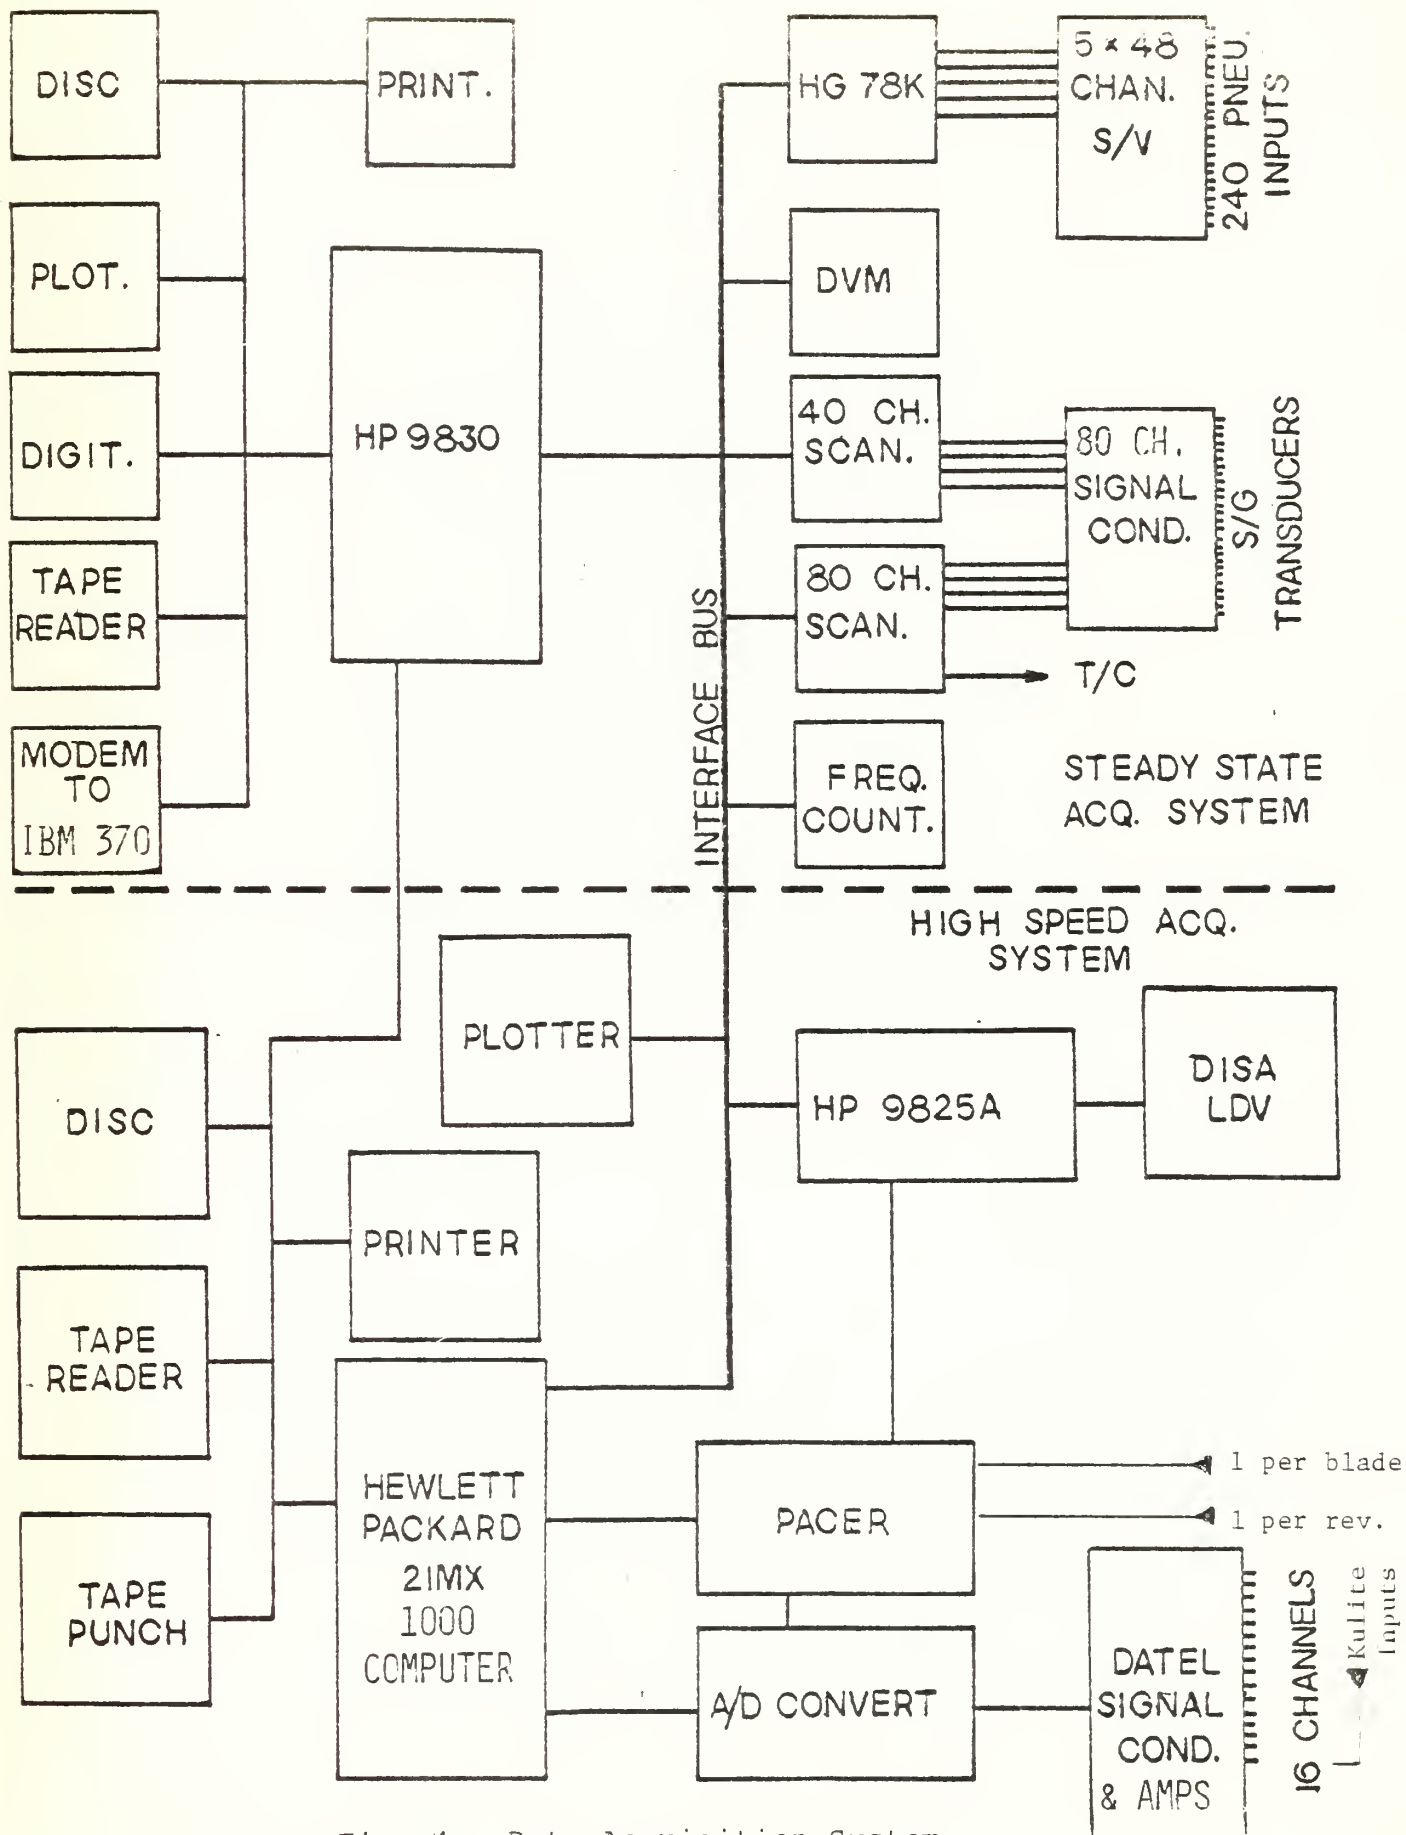 DISC
PRINT.
HG 78K
5 × 48
CHAN.
S/V
240 PNEU.
INPUTS
PLOT.
HP 9830
DVM
DIGIT.
40 CH.
SCAN.
80 CH.
SIGNAL
COND.
S/G
TRANSDUCERS
TAPE
READER
80 CH.
SCAN.
T/C
INTERFACE BUS
MODEM
TO
IBM 370
FREQ.
COUNT.
STEADY STATE
ACQ. SYSTEM
HIGH SPEED ACQ.
SYSTEM
PLOTTER
HP 9825A
DISA
LDV
DISC
PRINTER
TAPE
READER
HEWLETT
PACKARD
21MX
1000
COMPUTER
PACER
1 per blade
1 per rev.
TAPE
PUNCH
A/D CONVERT
DATEL
SIGNAL
COND.
& AMPS
16 CHANNELS
Kulite
Inputs
Data Acquisition System